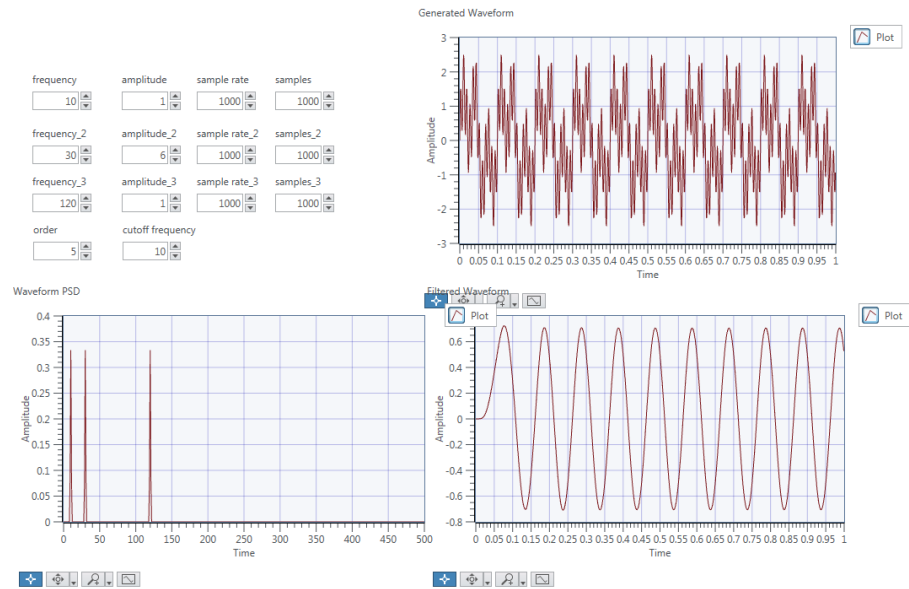 Generated Waveform
Plot
frequency amplitude sample rate samples
10 1 1000 1000
frequency_2 amplitude_2 sample rate_2 samples_2
30 6 1000 1000
frequency_3 amplitude_3 sample rate_3 samples_3
120 1 1000 1000
order cutoff frequency
5 10
3
2
1
0
-1
-2
-3
Amplitude
0 0.05 0.1 0.15 0.2 0.25 0.3 0.35 0.4 0.45 0.5 0.55 0.6 0.65 0.7 0.75 0.8 0.85 0.9 0.95 1
Time
Waveform PSD
0.4
0.35
0.3
0.25
0.2
0.15
0.1
0.05
0
Amplitude
0 50 100 150 200 250 300 350 400 450 500
Time
Filtered Waveform
Plot
Plot
0.6
0.4
0.2
0
-0.2
-0.4
-0.6
-0.8
Amplitude
0 0.05 0.1 0.15 0.2 0.25 0.3 0.35 0.4 0.45 0.5 0.55 0.6 0.65 0.7 0.75 0.8 0.85 0.9 0.95 1
Time